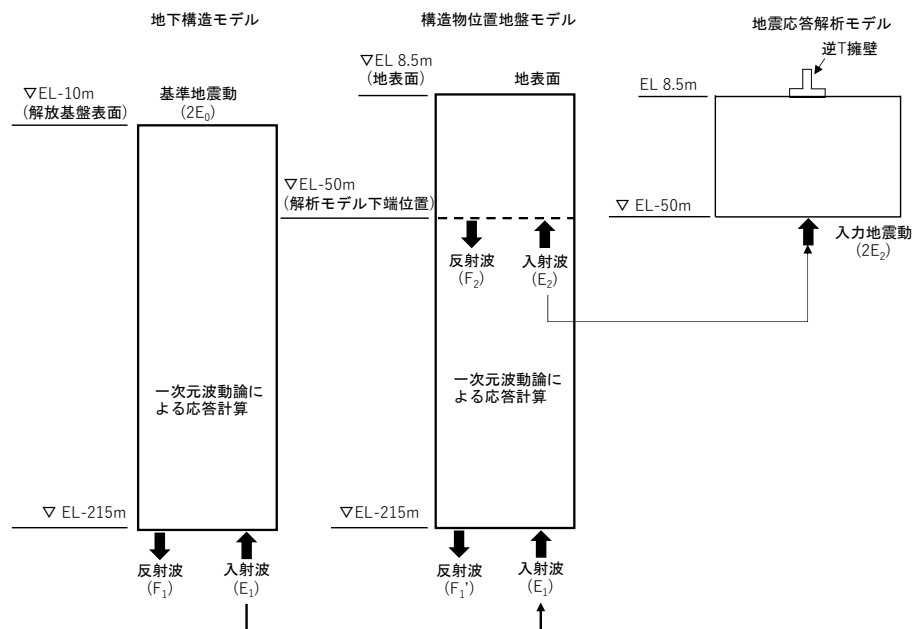 地下構造モデル
▽EL-10m
(解放基盤表面)
基準地震動
(2E₀)
一次元波動論に
よる応答計算
▽ EL-215m
反射波
(F₁)
入射波
(E₁)
構造物位置地盤モデル
▽EL 8.5m
(地表面)
地表面
▽EL-50m
(解析モデル下端位置)
反射波
(F₂)
入射波
(E₂)
一次元波動論に
よる応答計算
▽EL-215m
反射波
(F₁')
入射波
(E₁)
地震応答解析モデル
逆T擁壁
EL 8.5m
▽ EL-50m
入力地震動
(2E₂)